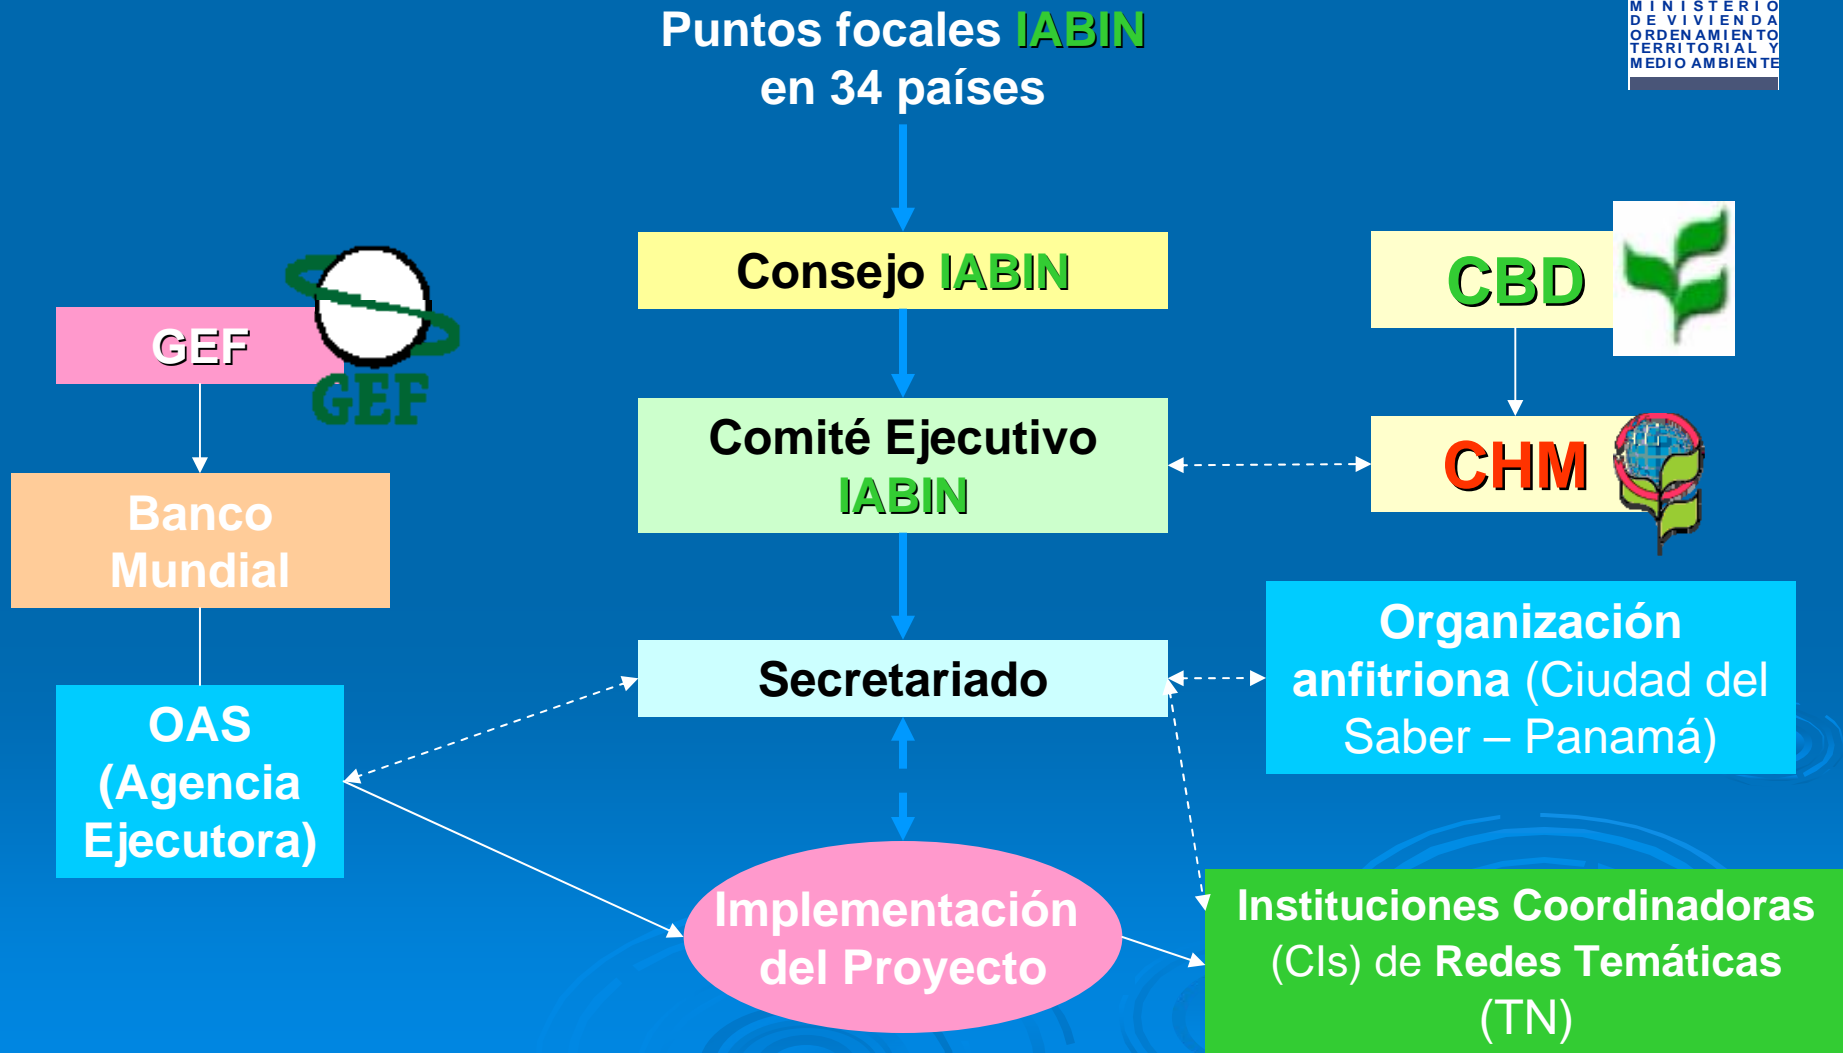 Puntos focales IABIN
en 34 países
MINISTERIO
DE VIVIENDA
ORDENAMIENTO
TERRITORIAL Y
MEDIO AMBIENTE
Consejo IABIN
CBD
GEF
GEF
Comité Ejecutivo
IABIN
CHM
Banco
Mundial
Organización
anfitriona (Ciudad del
Saber – Panamá)
Secretariado
OAS
(Agencia
Ejecutora)
Implementación
del Proyecto
Instituciones Coordinadoras
(CIs) de Redes Temáticas
(TN)